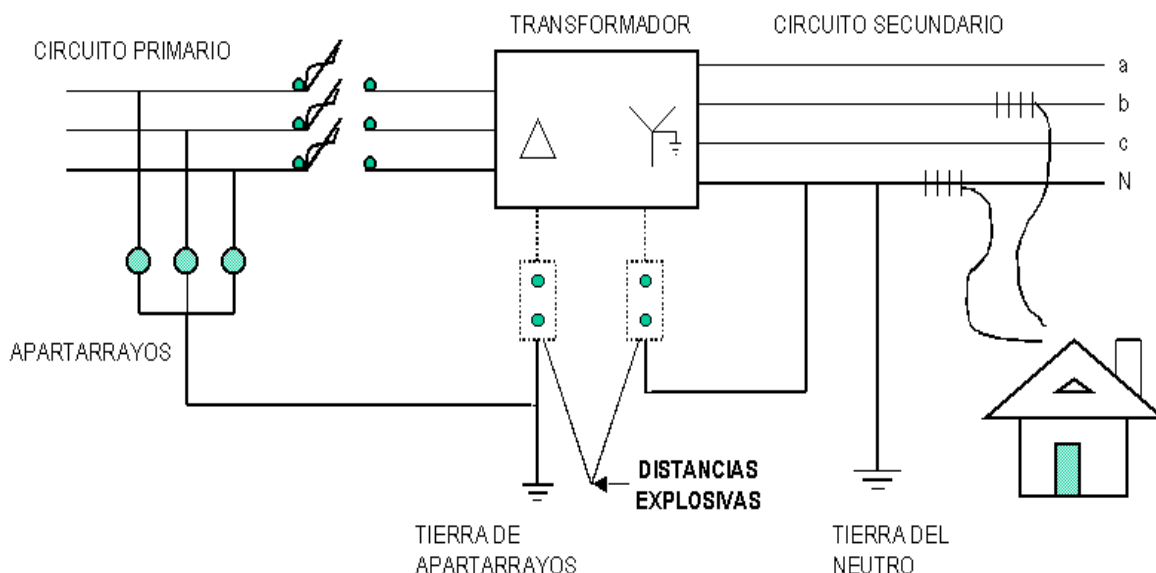 CIRCUITO PRIMARIO
TRANSFORMADOR
CIRCUITO SECUNDARIO
a
b
c
N
APARTARRAYOS
DISTANCIAS
EXPLOSIVAS
TIERRA DE
APARTARRAYOS
TIERRA DEL
NEUTRO